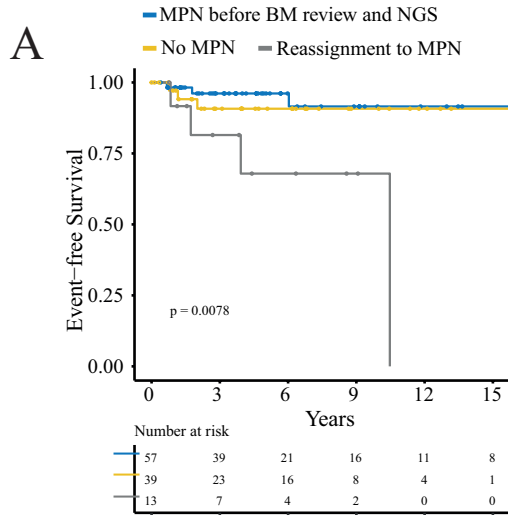 MPN before BM review and NGS
A
No MPN Reassignment to MPN
1.00
0.75
0.50
0.25
0.00
Event-free Survival
p = 0.0078
0 3 6 9 12 15
Years
Number at risk
57 39 21 16 11 8
39 23 16 8 4 1
13 7 4 2 0 0